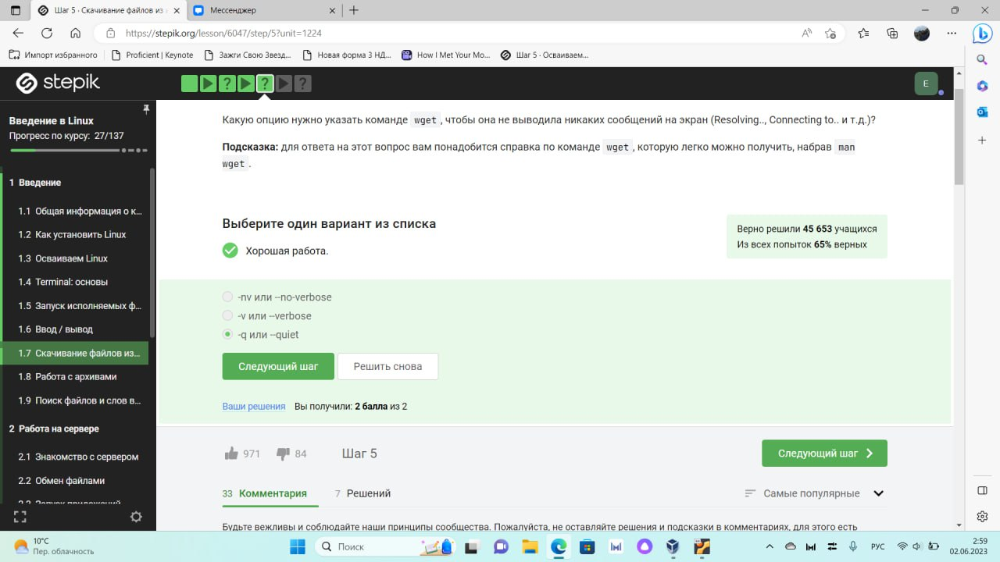 Шаг 5 · Скачивание файлов из
Мессенджер
https://stepik.org/lesson/6047/step/5?unit=1224
Импорт избранного
Proficient | Keynote
Зажги Свою Звезд...
Новая форма 3 НД...
How I Met Your Mo...
Шаг 5 · Осваиваем...
stepik
E
Введение в Linux
Прогресс по курсу: 27/137
1 Введение
1.1 Общая информация о к...
1.2 Как установить Linux
1.3 Осваиваем Linux
1.4 Terminal: основы
1.5 Запуск исполняемых ф...
1.6 Ввод / вывод
1.7 Скачивание файлов из...
1.8 Работа с архивами
1.9 Поиск файлов и слов в...
2 Работа на сервере
2.1 Знакомство с сервером
2.2 Обмен файлами
2.3 Запуск приложений
Какую опцию нужно указать команде wget, чтобы она не выводила никаких сообщений на экран (Resolving.., Connecting to.. и т.д.)?
Подсказка: для ответа на этот вопрос вам понадобится справка по команде wget, которую легко можно получить, набрав man
wget.
Выберите один вариант из списка
Хорошая работа.
Верно решили 45 653 учащихся
Из всех попыток 65% верных
-nv или --no-verbose
-v или --verbose
-q или --quiet
Следующий шаг
Решить снова
Ваши решения Вы получили: 2 балла из 2
971
84
Шаг 5
Следующий шаг
33 Комментария
7 Решений
Самые популярные
Будьте вежливы и соблюдайте наши принципы сообщества. Пожалуйста, не оставляйте решения и подсказки в комментариях, для этого есть
10°C
Пер. облачность
Поиск
РУС
2:59
02.06.2023